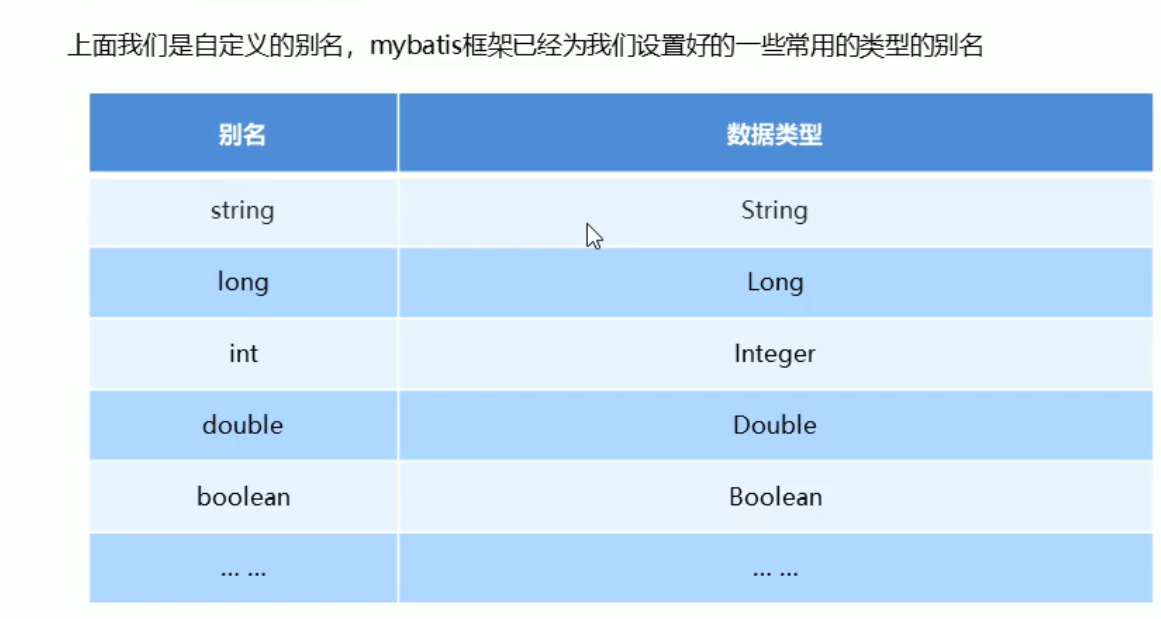 上面我们是自定义的别名，mybatis框架已经为我们设置好的一些常用的类型的别名
别名 数据类型
string String
long Long
int Integer
double Double
boolean Boolean
... ... ... ...